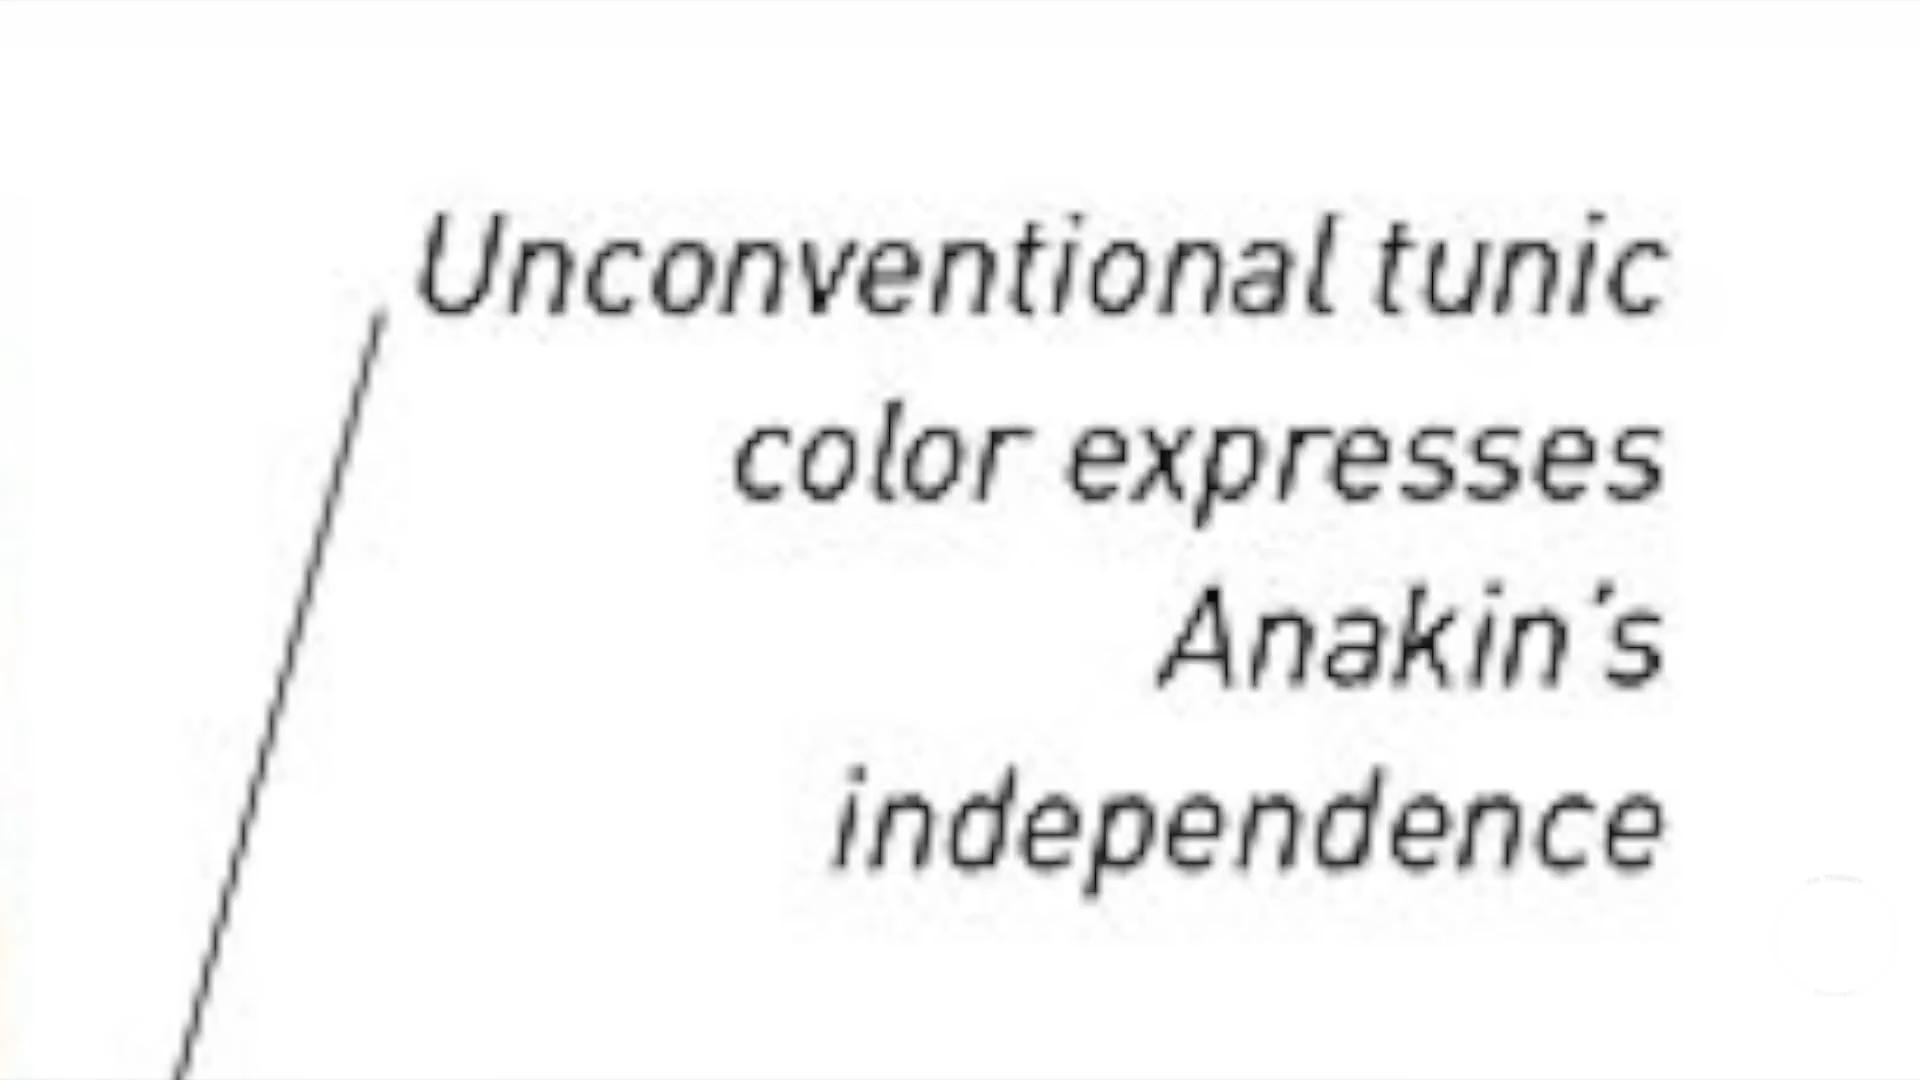 Unconventional tunic
color expresses
Anakin's
independence